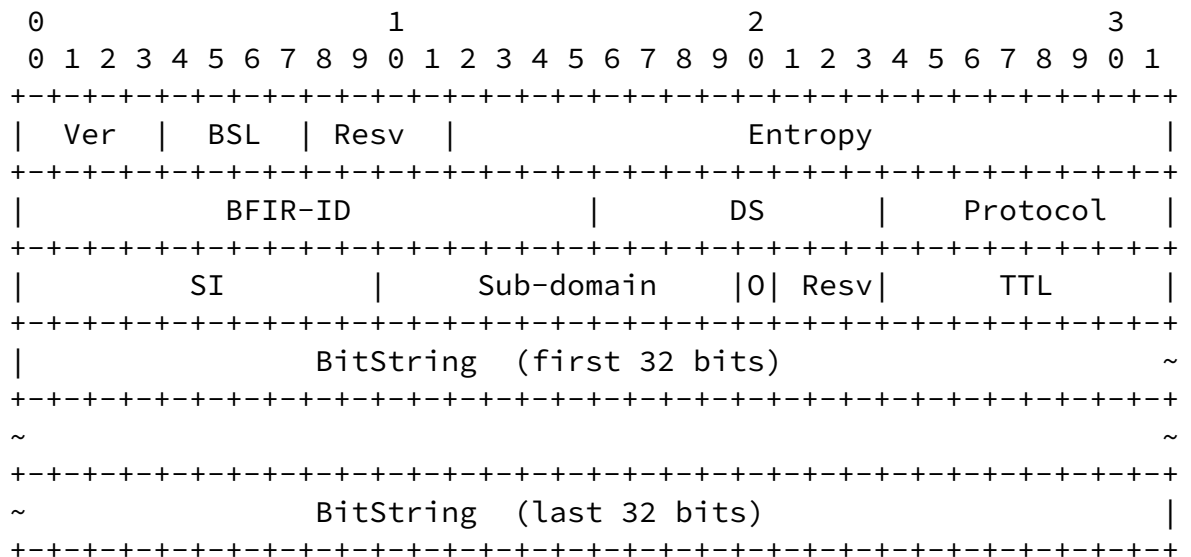 0                   1                   2                   3
 0 1 2 3 4 5 6 7 8 9 0 1 2 3 4 5 6 7 8 9 0 1 2 3 4 5 6 7 8 9 0 1
+-+-+-+-+-+-+-+-+-+-+-+-+-+-+-+-+-+-+-+-+-+-+-+-+-+-+-+-+-+-+-+-+
|  Ver  |  BSL  | Resv  |                Entropy                |
+-+-+-+-+-+-+-+-+-+-+-+-+-+-+-+-+-+-+-+-+-+-+-+-+-+-+-+-+-+-+-+-+
|           BFIR-ID             |       DS      |    Protocol   |
+-+-+-+-+-+-+-+-+-+-+-+-+-+-+-+-+-+-+-+-+-+-+-+-+-+-+-+-+-+-+-+-+
|         SI        |     Sub-domain    |O| Resv|      TTL      |
+-+-+-+-+-+-+-+-+-+-+-+-+-+-+-+-+-+-+-+-+-+-+-+-+-+-+-+-+-+-+-+-+
|                BitString  (first 32 bits)                     ~
+-+-+-+-+-+-+-+-+-+-+-+-+-+-+-+-+-+-+-+-+-+-+-+-+-+-+-+-+-+-+-+-+
~                                                               ~
+-+-+-+-+-+-+-+-+-+-+-+-+-+-+-+-+-+-+-+-+-+-+-+-+-+-+-+-+-+-+-+-+
~                BitString  (last 32 bits)                      |
+-+-+-+-+-+-+-+-+-+-+-+-+-+-+-+-+-+-+-+-+-+-+-+-+-+-+-+-+-+-+-+-+